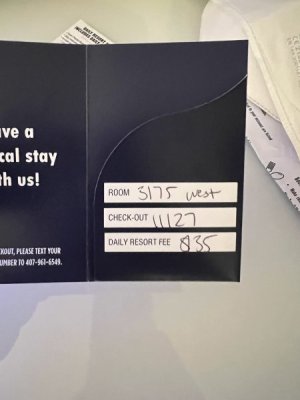 ve a
cal stay
th us!
ROOM 3175 West
CHECK-OUT 11/27
DAILY RESORT FEE $35
KOUT, PLEASE TEXT YOUR
UMBER TO 407-961-6549.